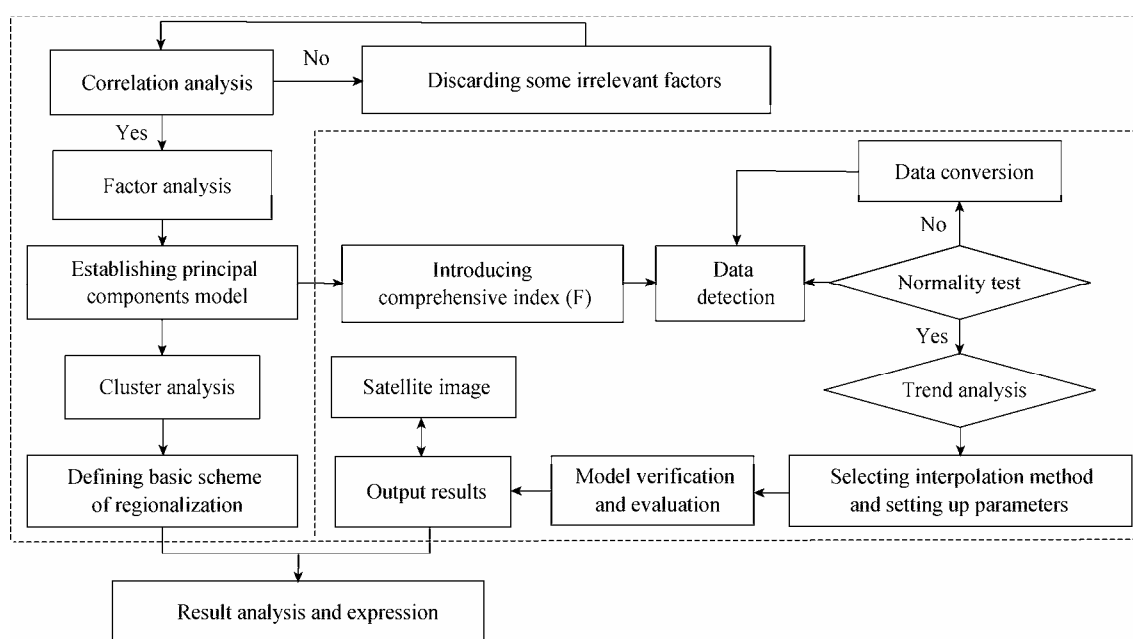 Correlation analysis
No
Discarding some irrelevant factors
Yes
Factor analysis
Data conversion
No
Establishing principal
components model
Introducing
comprehensive index (F)
Data
detection
Normality test
Yes
Cluster analysis
Satellite image
Trend analysis
Defining basic scheme
of regionalization
Output results
Model verification
and evaluation
Selecting interpolation method
and setting up parameters
Result analysis and expression